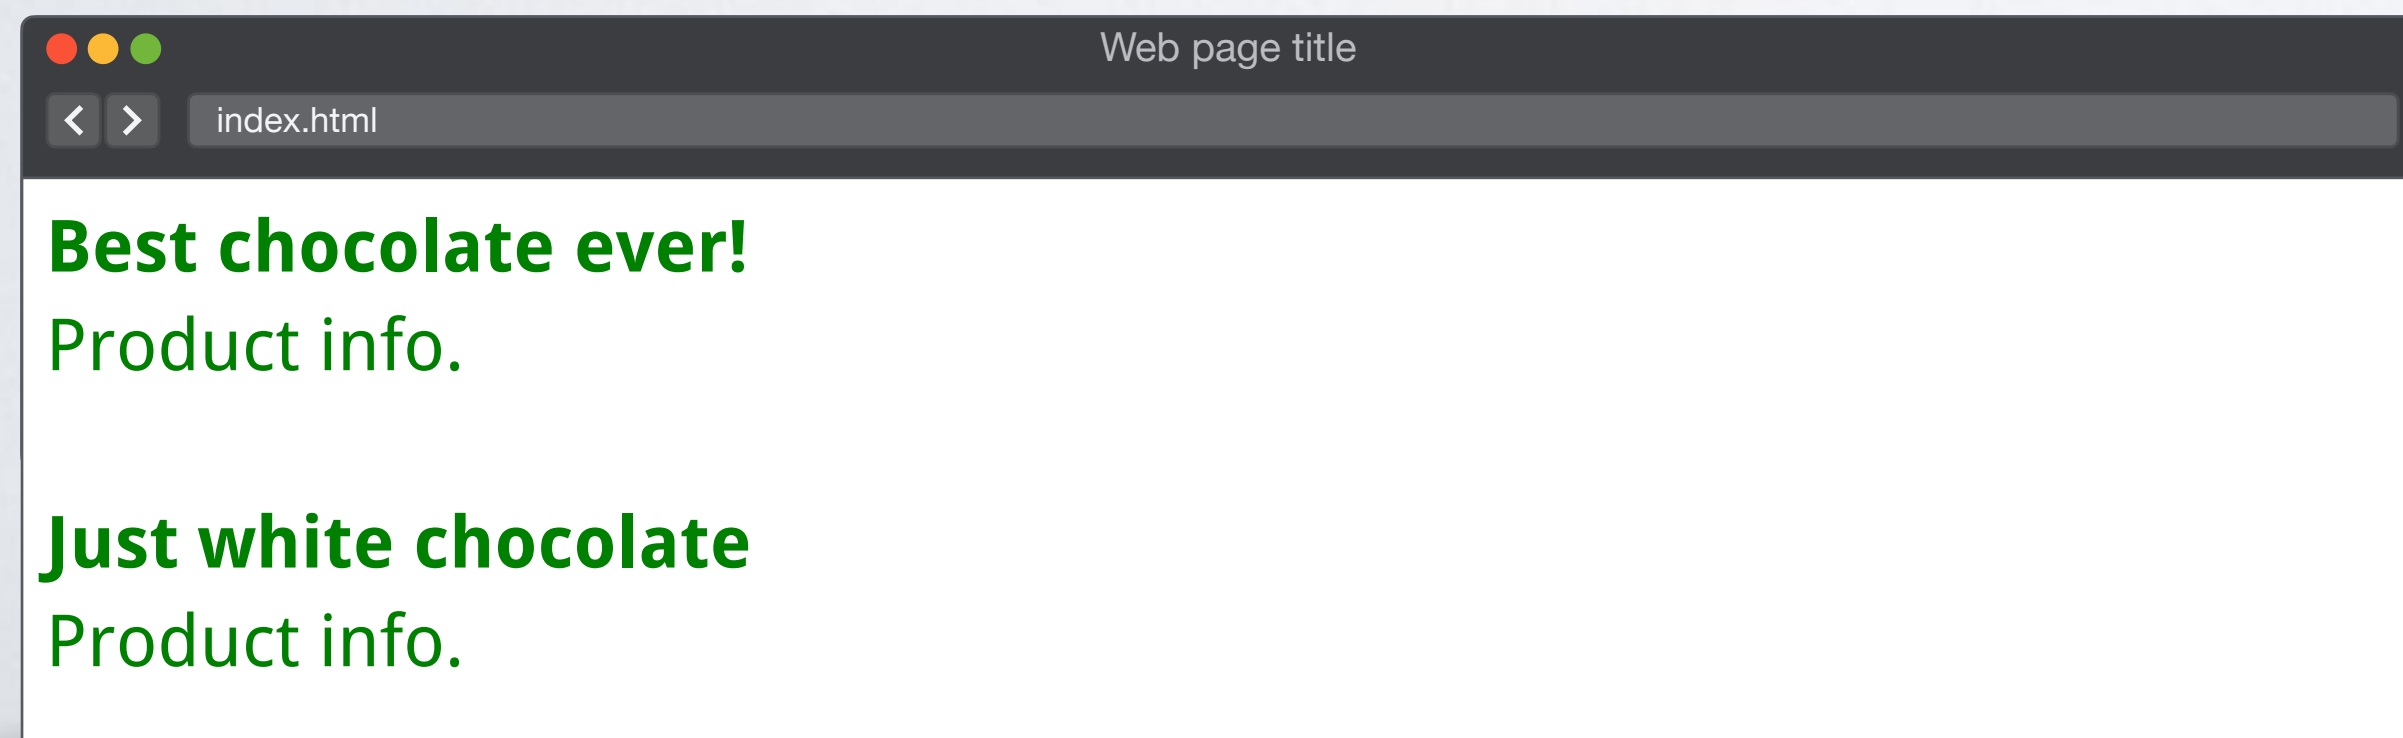 Web page title
index.html
Best chocolate ever!
Product info.
Just white chocolate
Product info.